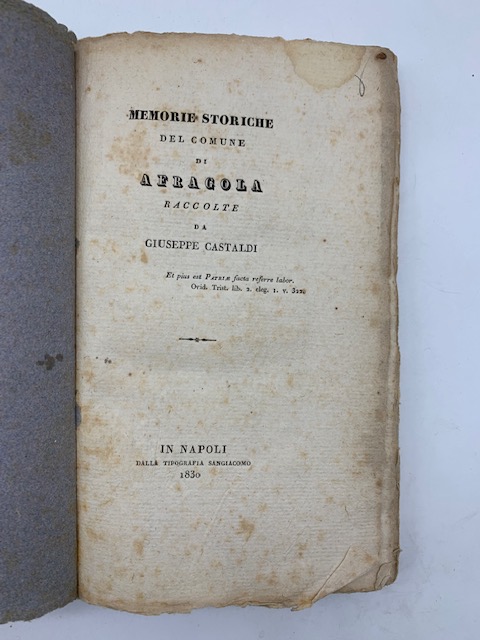 MEMORIE STORICHE
DEL COMUNE
DI
AFRAGOLA
RACCOLTE
DA
GIUSEPPE CASTALDI
Et pius est PATRIÆ facta referre labor.
Ovid. Trist. lib. 2. eleg. 1. v. 322.
IN NAPOLI
DALLA TIPOGRAFIA SANGIACOMO
1830